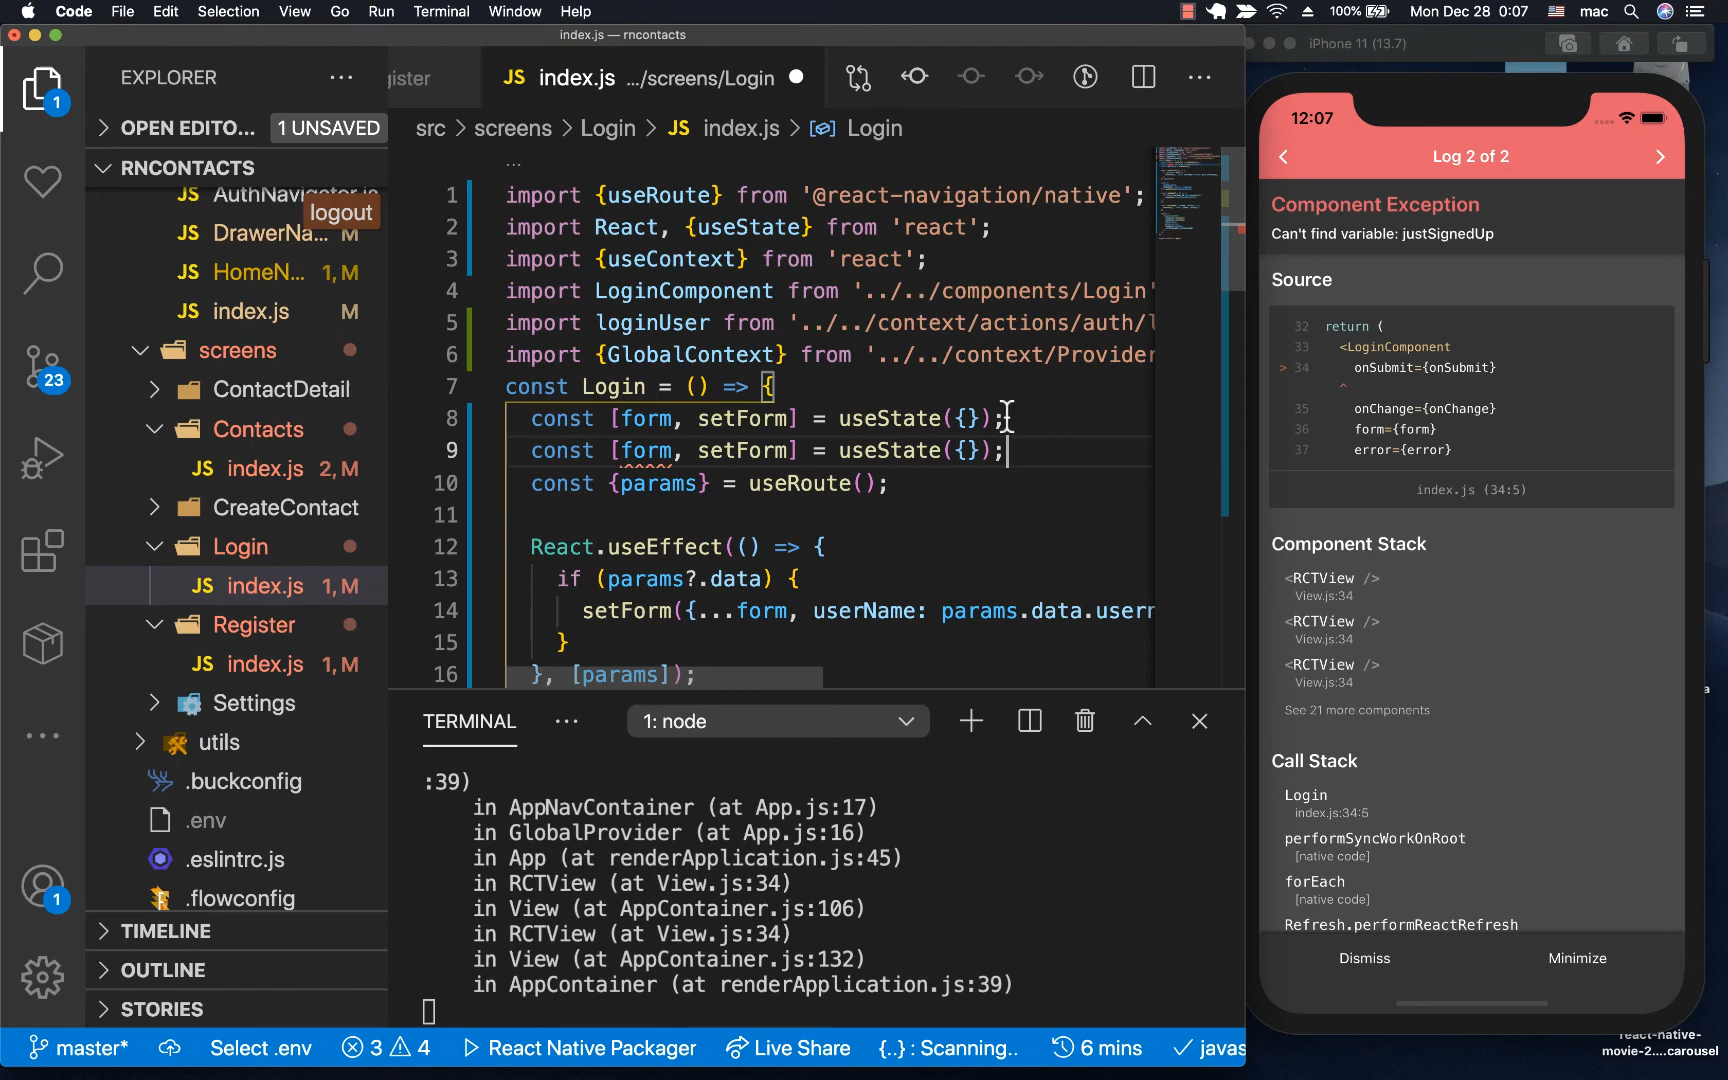 Code File Edit Selection View Go Run Terminal Window Help 100% Mon Dec 28 0:07 mac
index.js — rncontacts
iPhone 11 (13.7)
EXPLORER
gister
JS index.js .../screens/Login
OPEN EDITO... 1 UNSAVED
src > screens > Login > JS index.js > Login
RNCONTACTS
JS AuthNavigator.js
logout
JS DrawerNa... M
JS HomeN... 1, M
JS index.js M
screens
ContactDetail
Contacts
JS index.js 2, M
CreateContact
Login
JS index.js 1, M
Register
JS index.js 1, M
Settings
utils
.buckconfig
.env
.eslintrc.js
.flowconfig
TIMELINE
OUTLINE
STORIES
1
23
1
...
1 import {useRoute} from '@react-navigation/native';
2 import React, {useState} from 'react';
3 import {useContext} from 'react';
4 import LoginComponent from '../../components/Login'
5 import loginUser from '../../context/actions/auth/l
6 import {GlobalContext} from '../../context/Provider
7 const Login = () => {
8 const [form, setForm] = useState({});
9 const [form, setForm] = useState({});
10 const {params} = useRoute();
11
12 React.useEffect(() => {
13 if (params?.data) {
14 setForm({...form, userName: params.data.usern
15 }
16 }, [params]);
TERMINAL ... 1: node
:39)
in AppNavContainer (at App.js:17)
in GlobalProvider (at App.js:16)
in App (at renderApplication.js:45)
in RCTView (at View.js:34)
in View (at AppContainer.js:106)
in RCTView (at View.js:34)
in View (at AppContainer.js:132)
in AppContainer (at renderApplication.js:39)
master* Select .env 3 4 React Native Packager Live Share {..} : Scanning.. 6 mins javas
12:07
Log 2 of 2
Component Exception
Can't find variable: justSignedUp
Source
32 return (
33 <LoginComponent
> 34 onSubmit={onSubmit}
^
35 onChange={onChange}
36 form={form}
37 error={error}
index.js (34:5)
Component Stack
<RCTView />
View.js:34
<RCTView />
View.js:34
<RCTView />
View.js:34
See 21 more components
Call Stack
Login
index.js:34:5
performSyncWorkOnRoot
[native code]
forEach
[native code]
Refresh.performReactRefresh
Dismiss Minimize
react-native-
movie-2....carousel